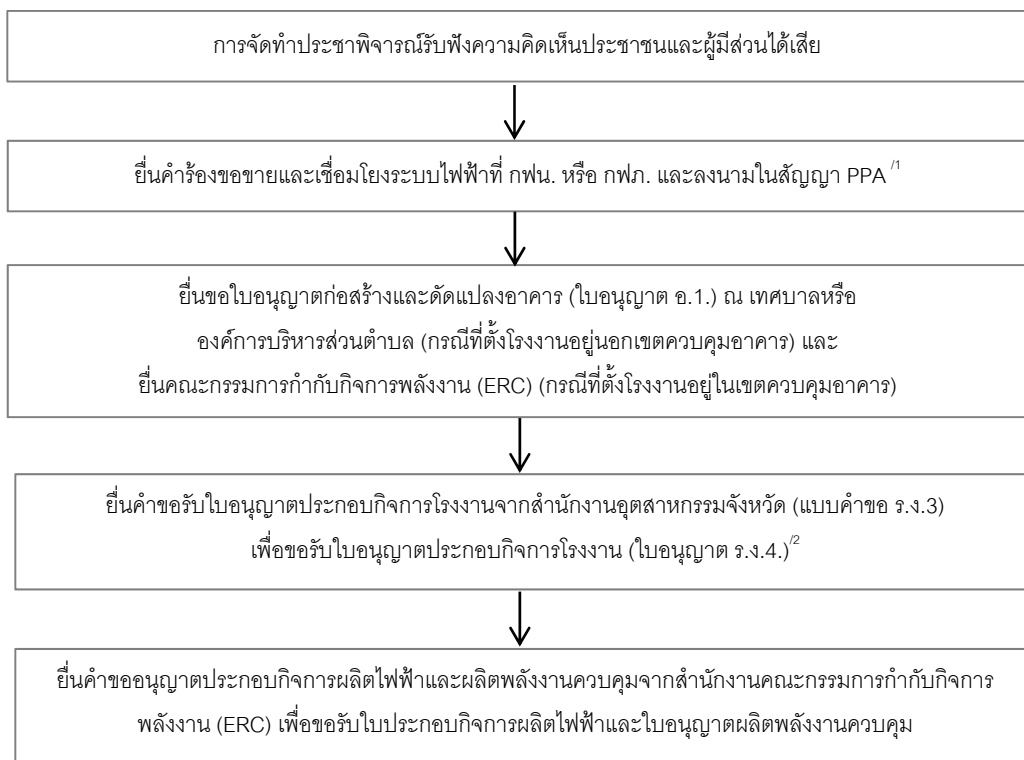 การจัดทำประชาพิจารณ์รับฟังความคิดเห็นประชาชนและผู้มีส่วนได้เสีย
ยื่นคำร้องขอขายและเชื่อมโยงระบบไฟฟ้าที่ กฟน. หรือ กฟภ. และลงนามในสัญญา PPA /1
ยื่นขอใบอนุญาตก่อสร้างและดัดแปลงอาคาร (ใบอนุญาต อ.1.) ณ เทศบาลหรือ
องค์การบริหารส่วนตำบล (กรณีที่ตั้งโรงงานอยู่นอกเขตควบคุมอาคาร) และ
ยื่นคณะกรรมการกำกับกิจการพลังงาน (ERC) (กรณีที่ตั้งโรงงานอยู่ในเขตควบคุมอาคาร)
ยื่นคำขอรับใบอนุญาตประกอบกิจการโรงงานจากสำนักงานอุตสาหกรรมจังหวัด (แบบคำขอ ร.ง.3)
เพื่อขอรับใบอนุญาตประกอบกิจการโรงงาน (ใบอนุญาต ร.ง.4.)/2
ยื่นคำขออนุญาตประกอบกิจการผลิตไฟฟ้าและผลิตพลังงานควบคุมจากสำนักงานคณะกรรมการกำกับกิจการ
พลังงาน (ERC) เพื่อขอรับใบประกอบกิจการผลิตไฟฟ้าและใบอนุญาตผลิตพลังงานควบคุม